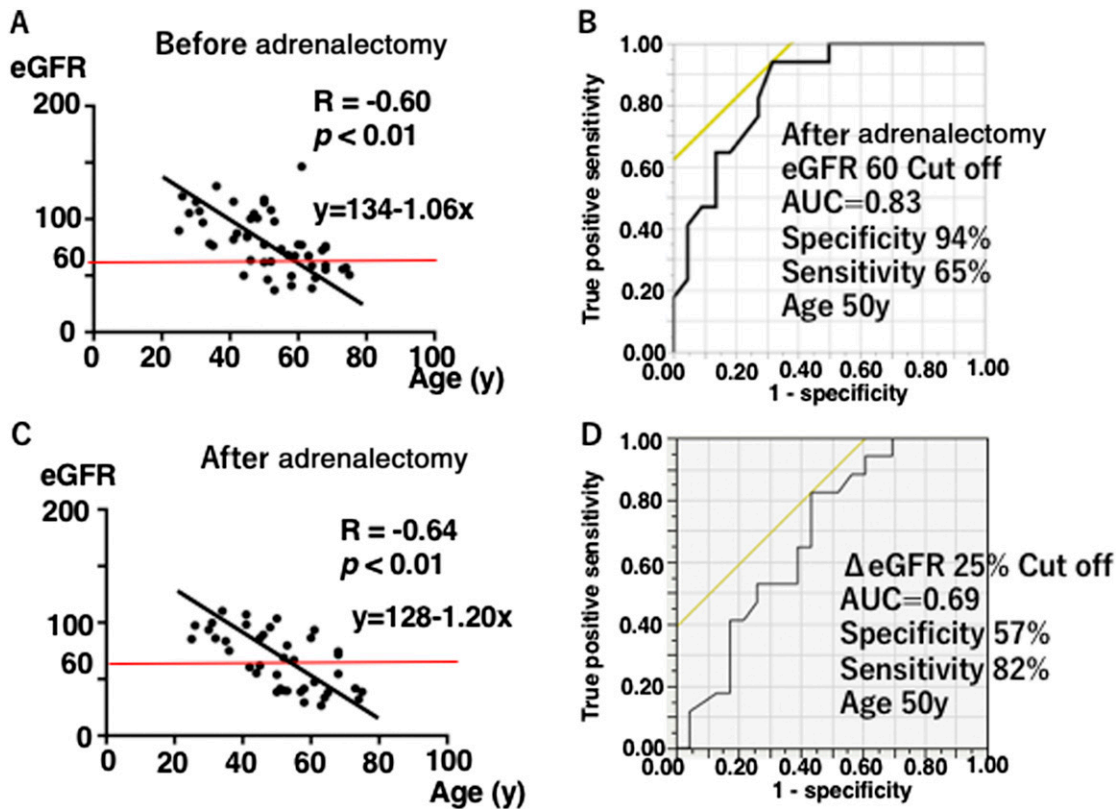 A
Before adrenalectomy
eGFR
R = -0.60
p < 0.01
y=134-1.06x
200
100
60
0
0 20 40 60 80 100
Age (y)
B
True positive sensitivity
1.00
0.80
0.60
0.40
0.20
0.00
After adrenalectomy
eGFR 60 Cut off
AUC=0.83
Specificity 94%
Sensitivity 65%
Age 50y
0.00 0.20 0.40 0.60 0.80 1.00
1 - specificity
C
After adrenalectomy
eGFR
R = -0.64
p < 0.01
y=128-1.20x
200
100
60
0
0 20 40 60 80 100
Age (y)
D
True positive sensitivity
1.00
0.80
0.60
0.40
0.20
0.00
ΔeGFR 25% Cut off
AUC=0.69
Specificity 57%
Sensitivity 82%
Age 50y
0.00 0.20 0.40 0.60 0.80 1.00
1 - specificity